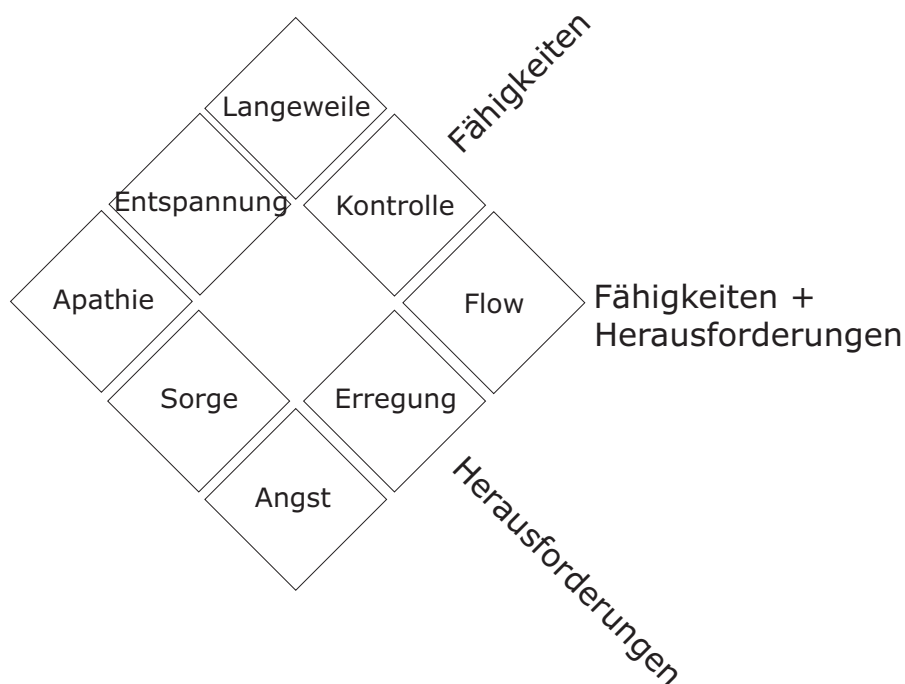 Langeweile
Fähigkeiten
Entspannung
Kontrolle
Apathie
Flow
Fähigkeiten +
Herausforderungen
Sorge
Erregung
Angst
Herausforderungen